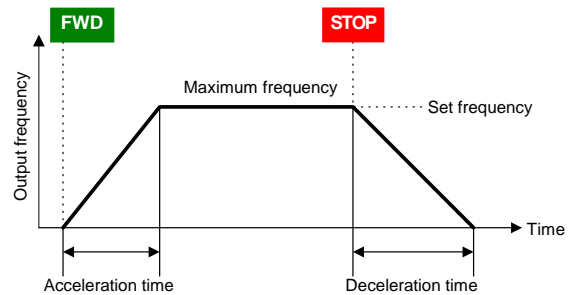 FWD
STOP
Maximum frequency
Set frequency
Output frequency
Time
Acceleration time
Deceleration time